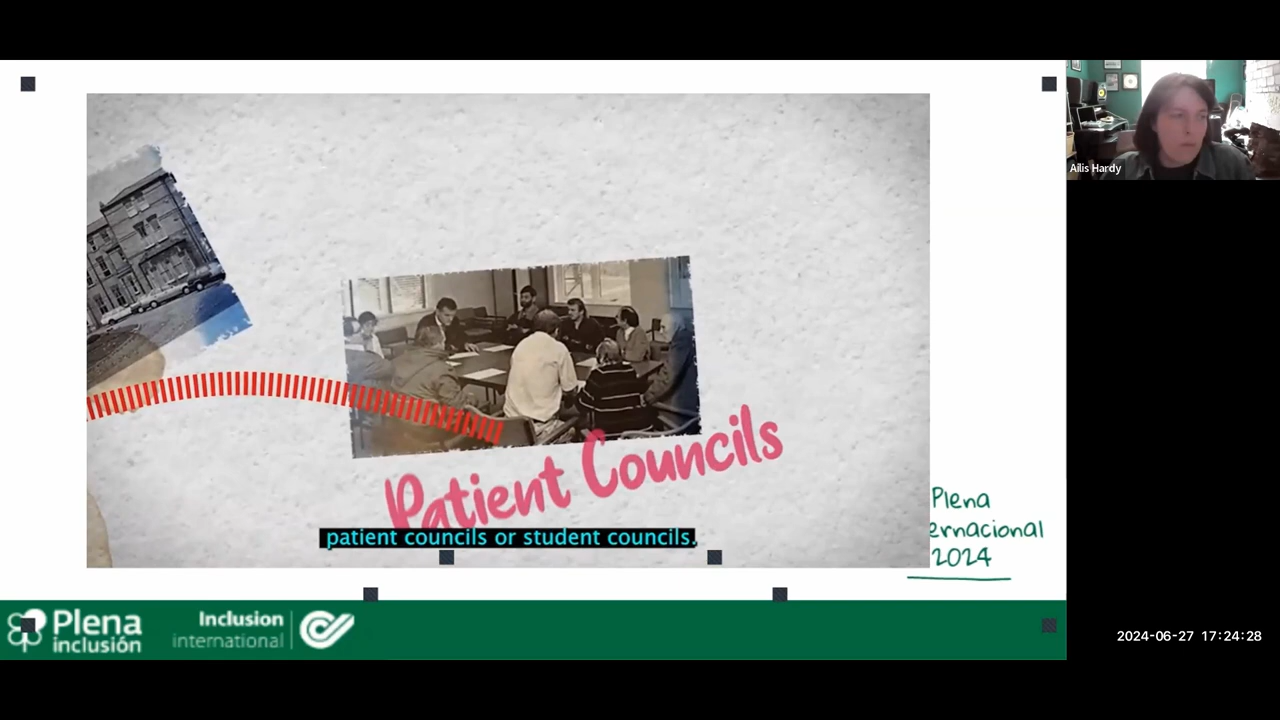 Ailis Hardy
Patient Councils
patient councils or student councils.
Plena
ernacional
2024
Plena
inclusión
Inclusion
international
2024-06-27 17:24:28